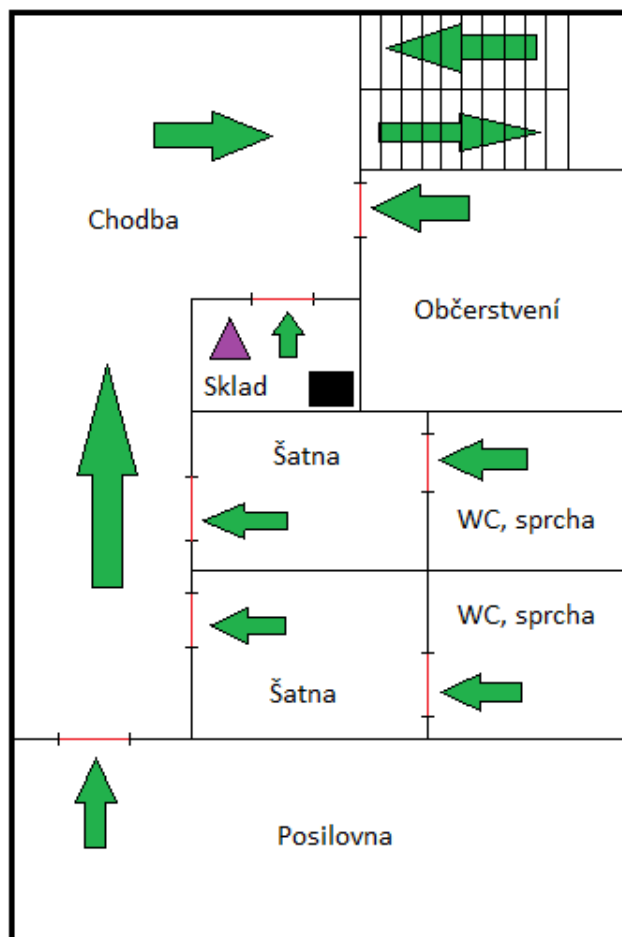 Chodba
Občerstvení
Sklad
Šatna
WC, sprcha
WC, sprcha
Šatna
Posilovna